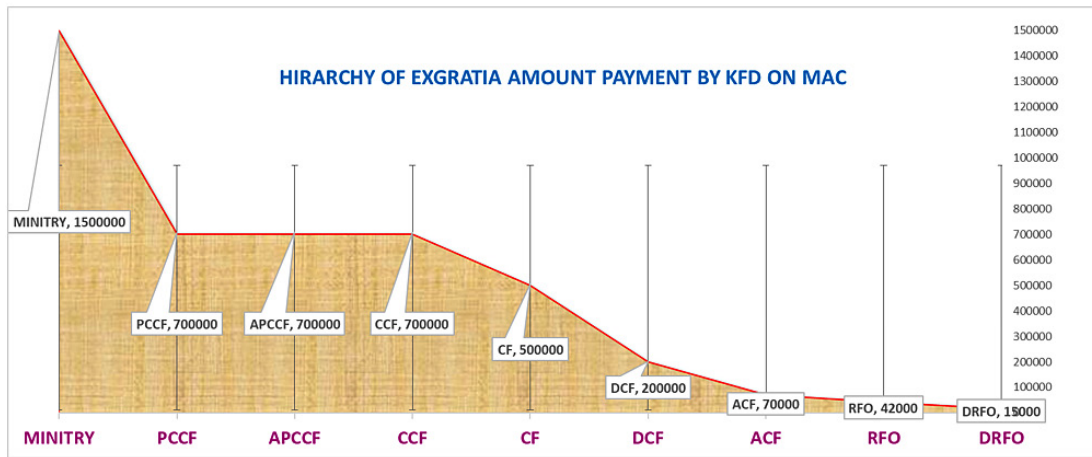 HIRARCHY OF EXGRATIA AMOUNT PAYMENT BY KFD ON MAC
1500000
1400000
1300000
1200000
1100000
1000000
900000
800000
700000
600000
500000
400000
300000
200000
100000
MINITRY, 1500000
PCCF, 700000
APCCF, 700000
CCF, 700000
CF, 500000
DCF, 200000
ACF, 70000
RFO, 42000
DRFO,
MINITRY PCCF APCCF CCF CF DCF ACF RFO DRFO